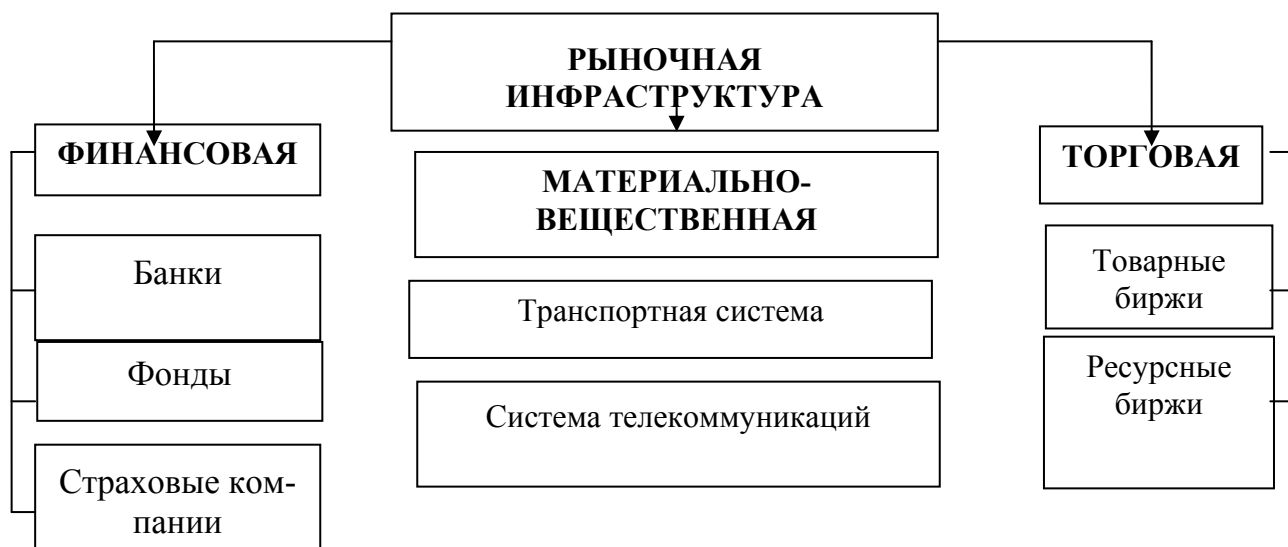 РЫНОЧНАЯ
ИНФРАСТРУКТУРА
ФИНАНСОВАЯ
Банки
Фонды
Страховые ком-
пании
МАТЕРИАЛЬНО-
ВЕЩЕСТВЕННАЯ
Транспортная система
Система телекоммуникаций
ТОРГОВАЯ
Товарные
биржи
Ресурсные
биржи